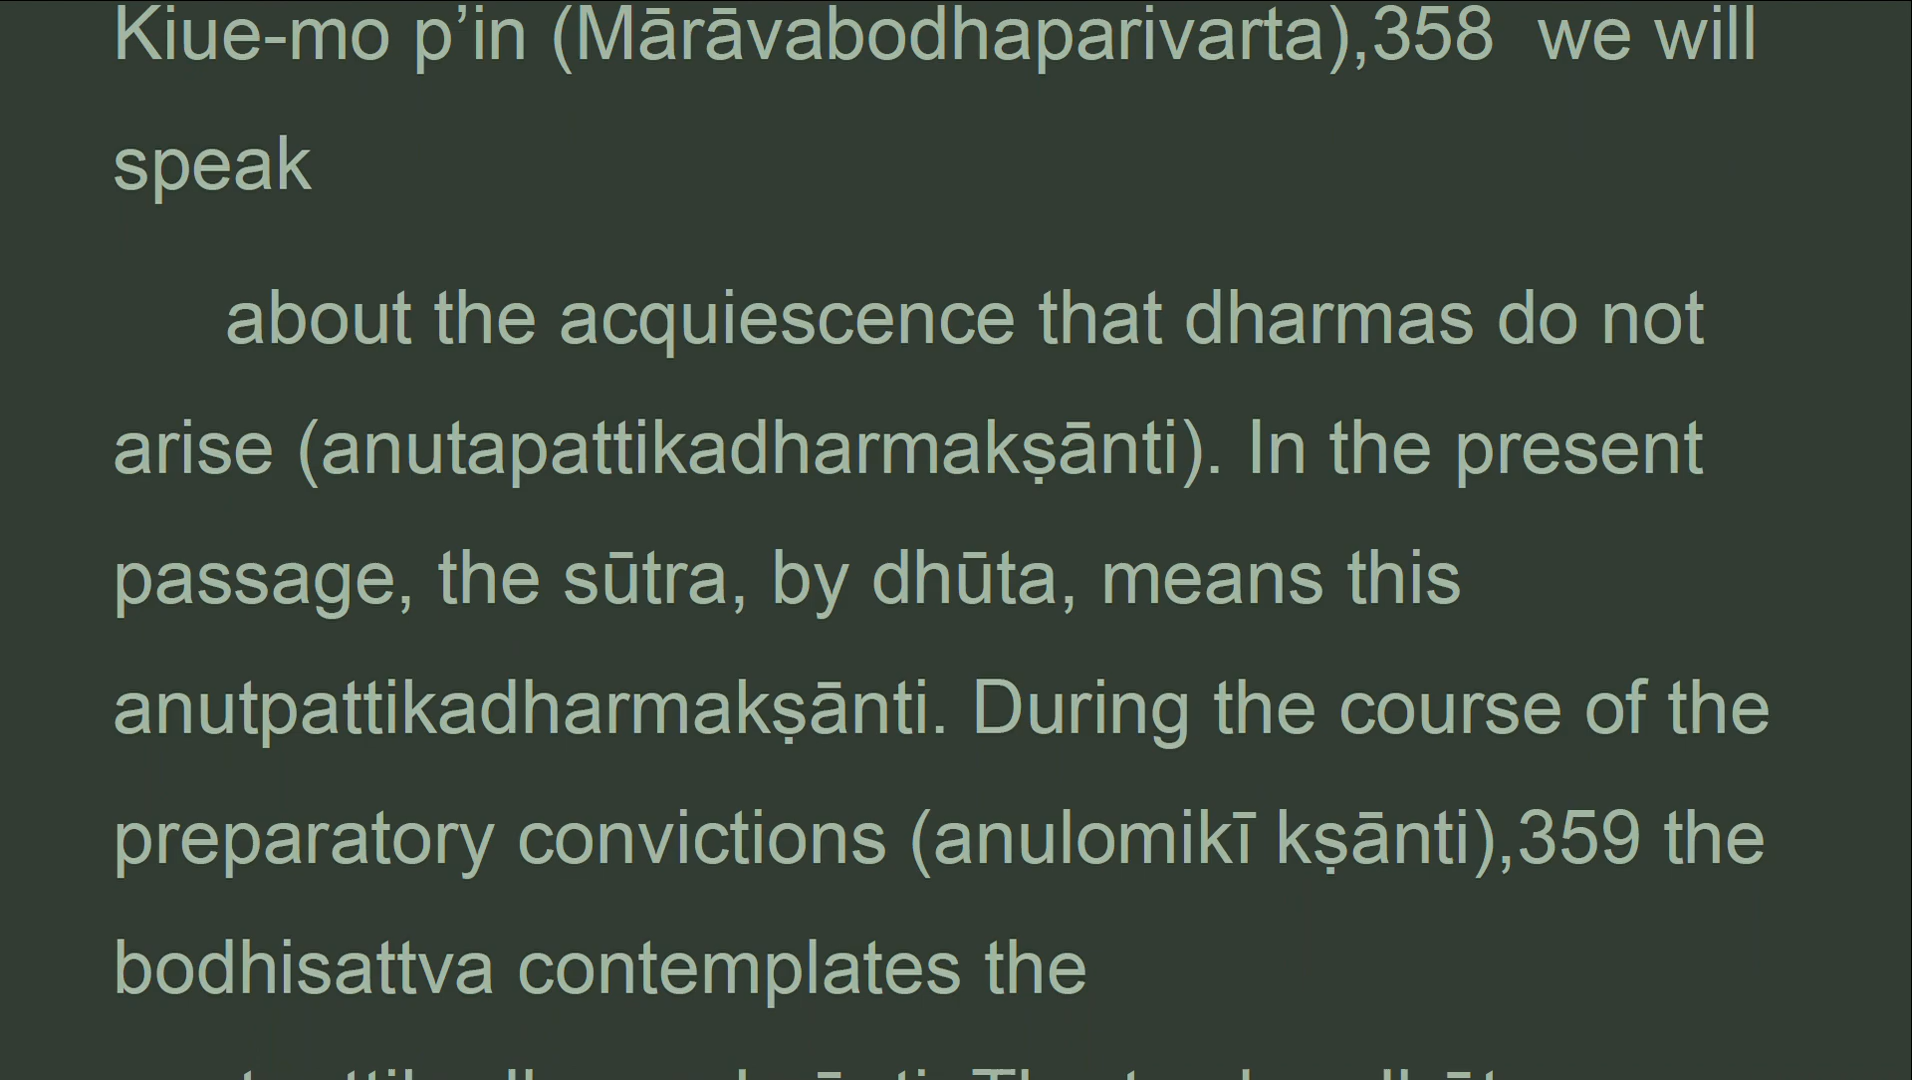 Kiue-mo p’in (Mārāvabodhaparivarta),358  we will
speak
about the acquiescence that dharmas do not
arise (anutapattikadharmakṣānti). In the present
passage, the sūtra, by dhūta, means this
anutpattikadharmakṣānti. During the course of the
preparatory convictions (anulomikī kṣānti),359 the
bodhisattva contemplates the